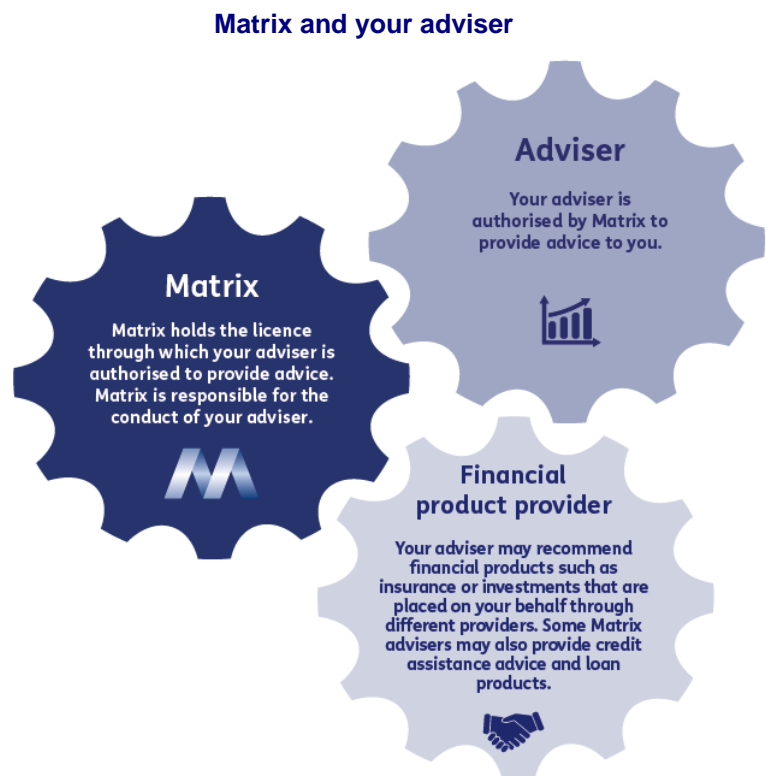 Matrix and your adviser
Adviser
Your adviser is
authorised by Matrix to
provide advice to you.
Matrix
Matrix holds the licence
through which your adviser is
authorised to provide advice.
Matrix is responsible for the
conduct of your adviser.
Financial
product provider
Your adviser may recommend
financial products such as
insurance or investments that are
placed on your behalf through
different providers. Some Matrix
advisers may also provide credit
assistance advice and loan
products.